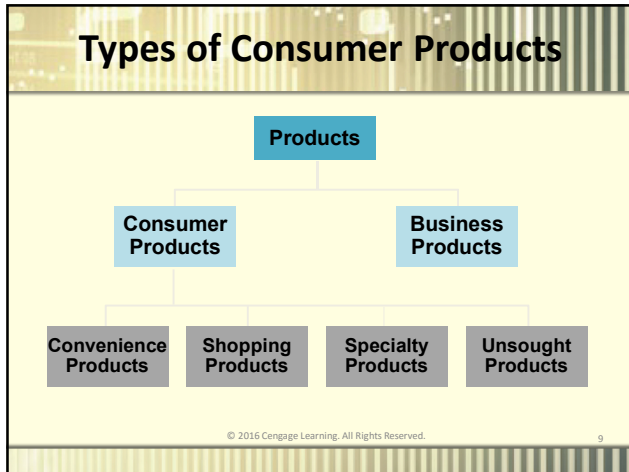 Types of Consumer Products
Products
Consumer
Products
Business
Products
Convenience
Products
Shopping
Products
Specialty
Products
Unsought
Products
© 2016 Cengage Learning. All Rights Reserved.
9